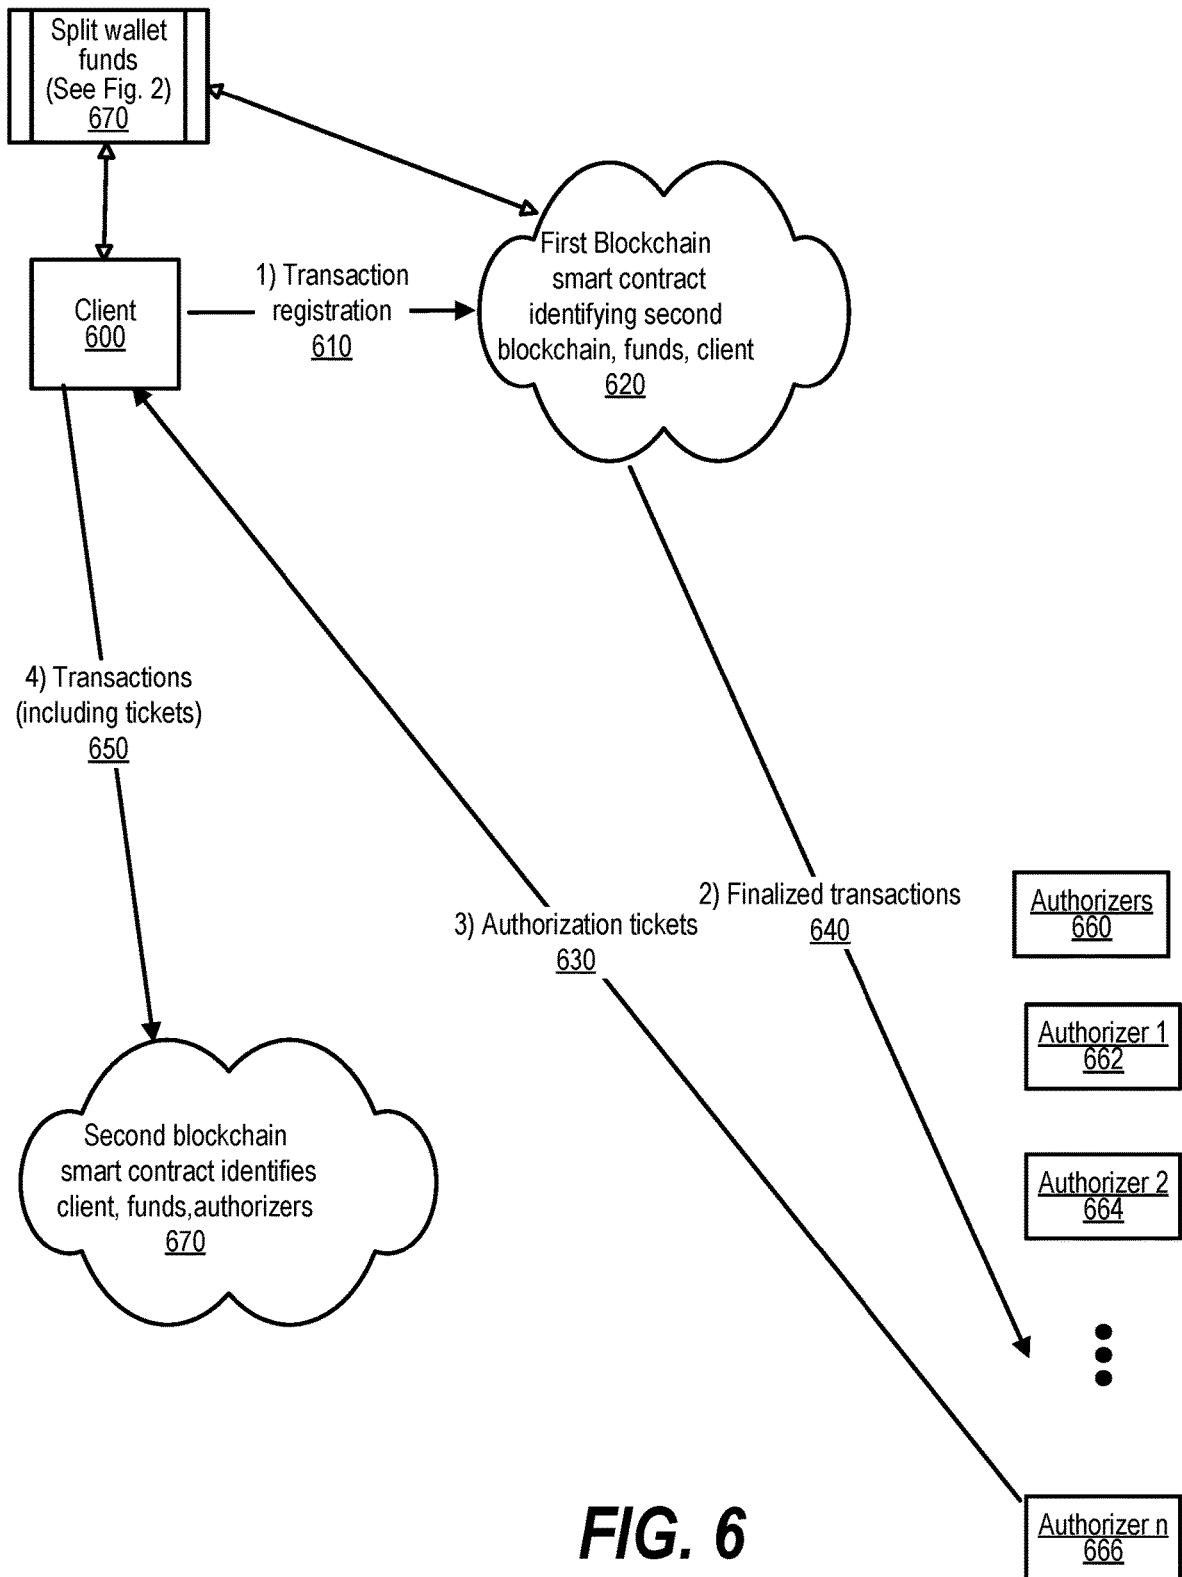 Split wallet
funds
(See Fig. 2)
670
Client
600
1) Transaction
registration
610
First Blockchain
smart contract
identifying second
blockchain, funds, client
620
4) Transactions
(including tickets)
650
2) Finalized transactions
640
3) Authorization tickets
630
Authorizers
660
Authorizer 1
662
Authorizer 2
664
Second blockchain
smart contract identifies
client, funds,authorizers
670
Authorizer n
666
FIG. 6